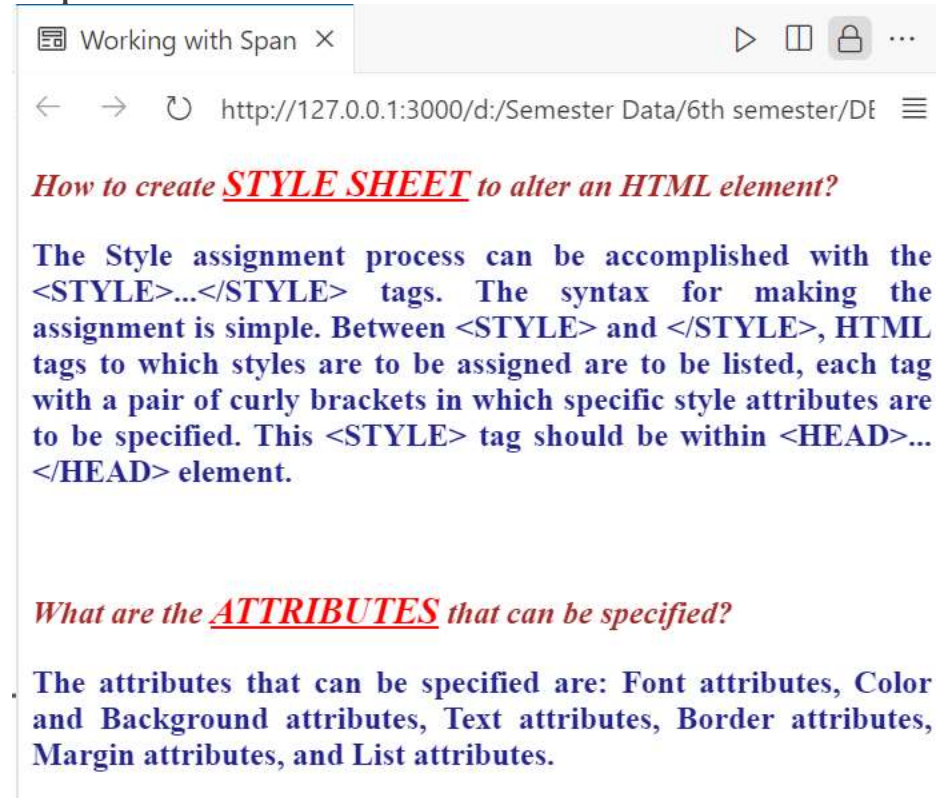 Working with Span
http://127.0.0.1:3000/d:/Semester Data/6th semester/DE
How to create STYLE SHEET to alter an HTML element?
The Style assignment process can be accomplished with the
<STYLE>...</STYLE> tags. The syntax for making the
assignment is simple. Between <STYLE> and </STYLE>, HTML
tags to which styles are to be assigned are to be listed, each tag
with a pair of curly brackets in which specific style attributes are
to be specified. This <STYLE> tag should be within <HEAD>...
</HEAD> element.
What are the ATTRIBUTES that can be specified?
The attributes that can be specified are: Font attributes, Color
and Background attributes, Text attributes, Border attributes,
Margin attributes, and List attributes.